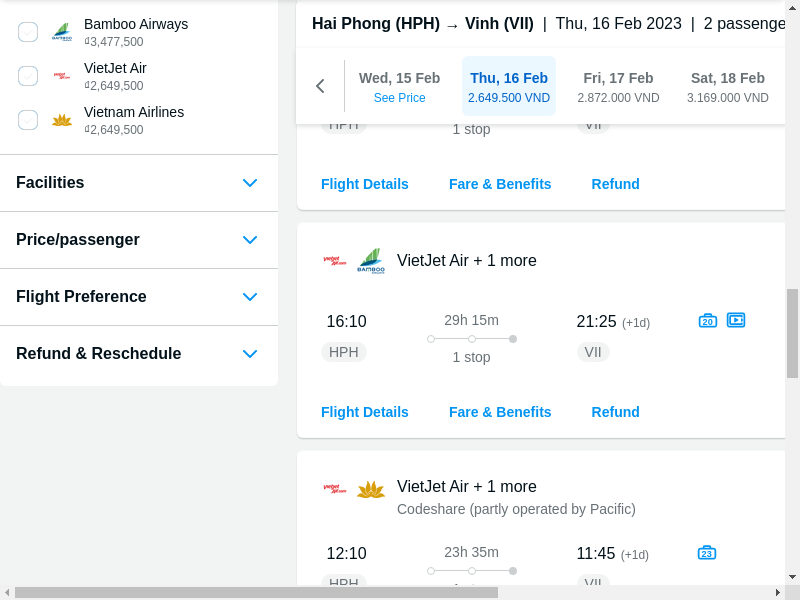 Bamboo Airways
₫3,477,500
VietJet Air
₫2,649,500
Vietnam Airlines
₫2,649,500
Facilities
Price/passenger
Flight Preference
Refund & Reschedule
Hai Phong (HPH) → Vinh (VII) | Thu, 16 Feb 2023 | 2 passenge
Wed, 15 Feb
See Price
Thu, 16 Feb
2.649.500 VND
Fri, 17 Feb
2.872.000 VND
Sat, 18 Feb
3.169.000 VND
HPH
1 stop
VII
Flight Details Fare & Benefits Refund
VietJet Air + 1 more
16:10 29h 15m 21:25 (+1d) 20
HPH 1 stop VII
Flight Details Fare & Benefits Refund
VietJet Air + 1 more
Codeshare (partly operated by Pacific)
12:10 23h 35m 11:45 (+1d) 23
HPH VII